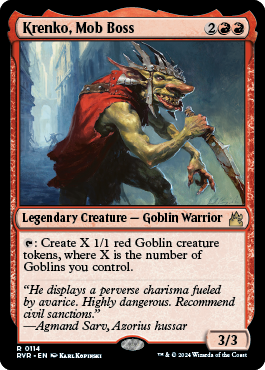 Krenko, Mob Boss 2
Legendary Creature — Goblin Warrior
: Create X 1/1 red Goblin creature
tokens, where X is the number of
Goblins you control.
“He displays a perverse charisma fueled
by avarice. Highly dangerous. Recommend
civil sanctions.”
—Agmand Sarv, Azorius hussar
3/3
R 0114
RVR • EN KARL KOPINSKI
™ & © 2024 Wizards of the Coast